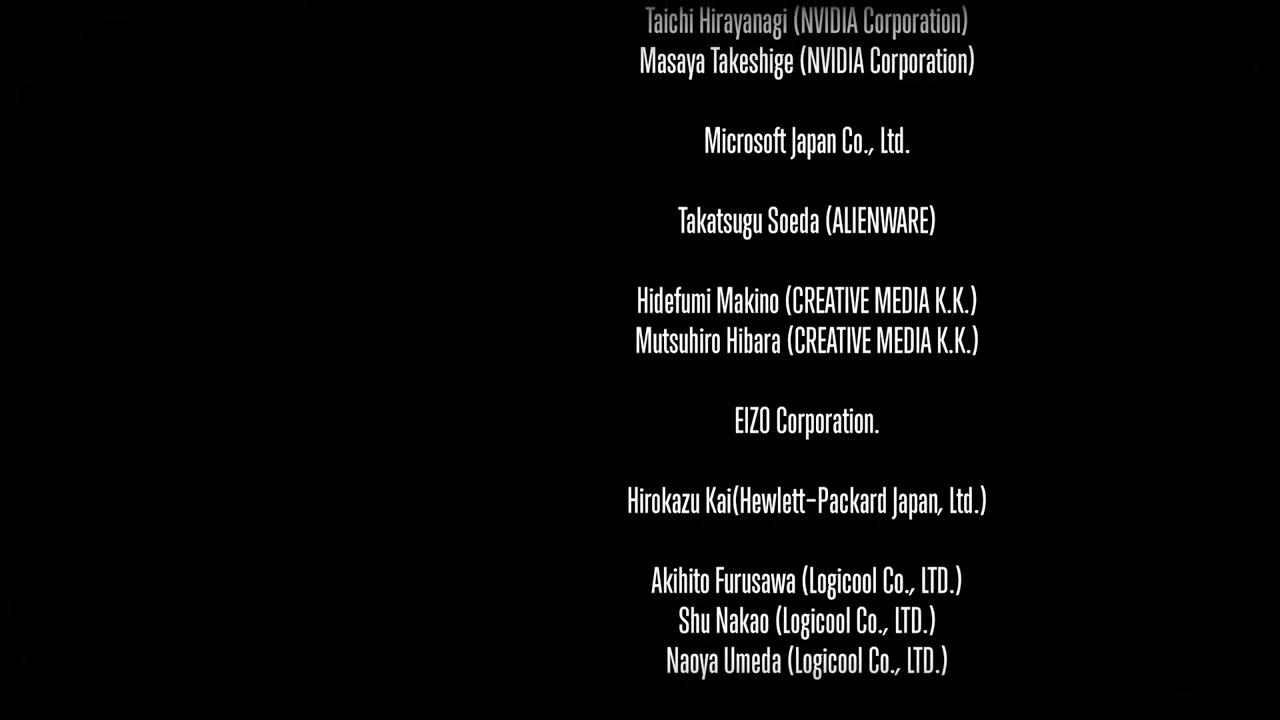 Taichi Hirayanagi (NVIDIA Corporation)
Masaya Takeshige (NVIDIA Corporation)
Microsoft Japan Co., Ltd.
Takatsugu Soeda (ALIENWARE)
Hidefumi Makino (CREATIVE MEDIA K.K.)
Mutsuhiro Hibara (CREATIVE MEDIA K.K.)
EIZO Corporation.
Hirokazu Kai(Hewlett-Packard Japan, Ltd.)
Akihito Furusawa (Logicool Co., LTD.)
Shu Nakao (Logicool Co., LTD.)
Naoya Umeda (Logicool Co., LTD.)